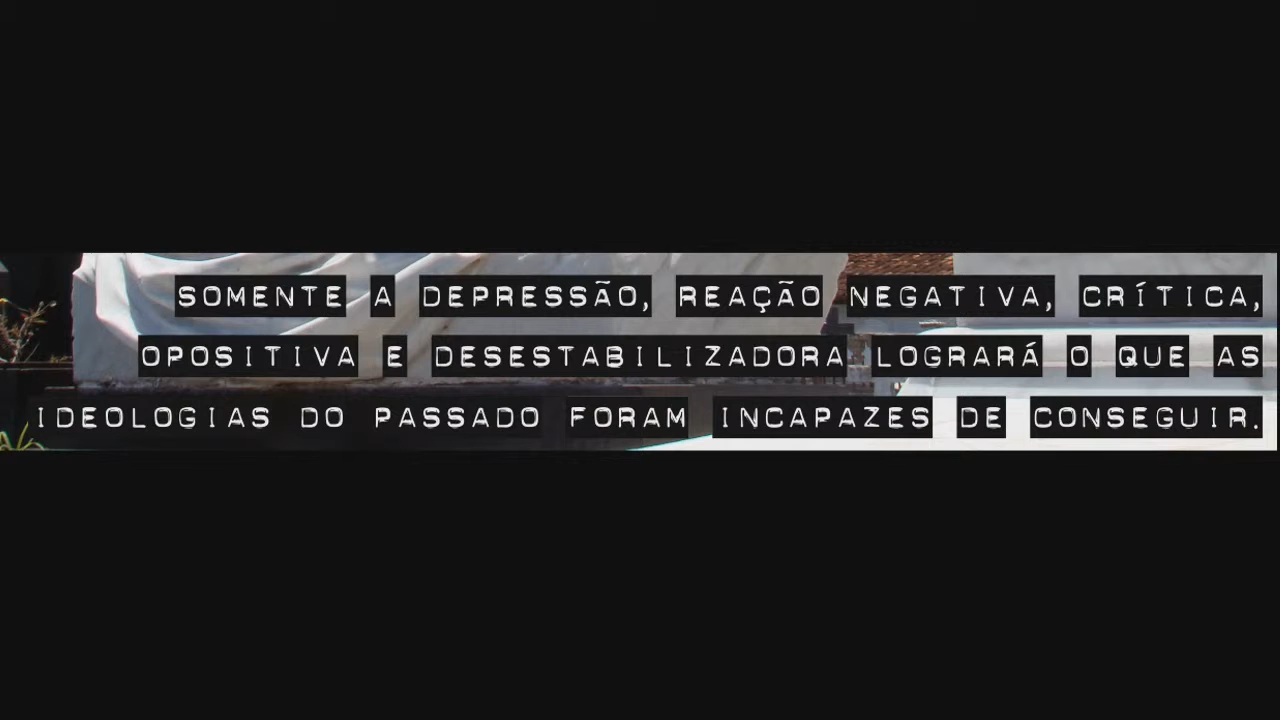 SOMENTE A DEPRESSÃO, REAÇÃO NEGATIVA, CRÍTICA,
OPOSITIVA E DESESTABILIZADORA LOGRARÁ O QUE AS
IDEOLOGIAS DO PASSADO FORAM INCAPAZES DE CONSEGUIR.